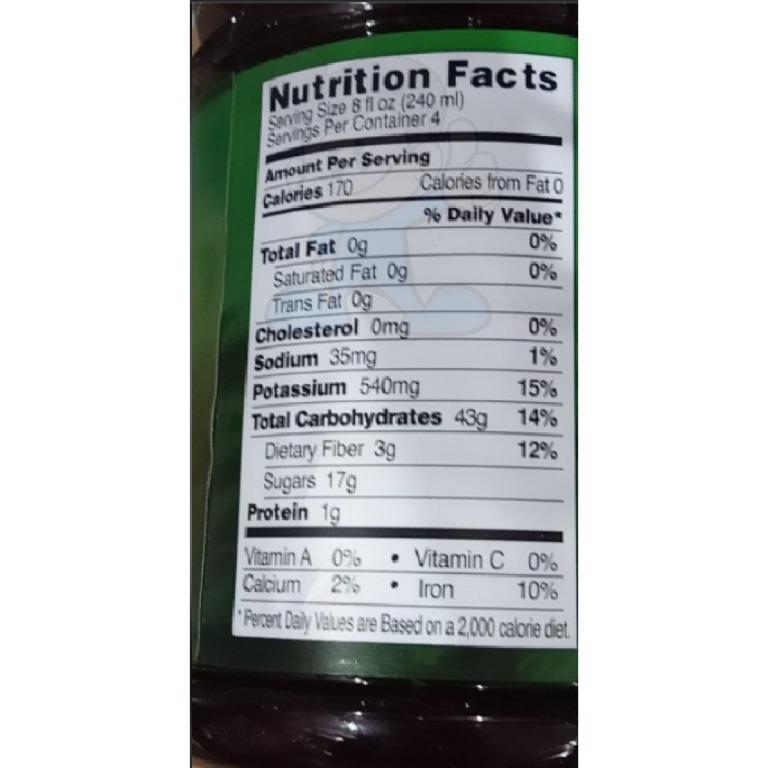 Nutrition Facts
Serving Size 8 fl oz (240 ml)
Servings Per Container 4
Amount Per Serving
Calories 170 Calories from Fat 0
% Daily Value*
Total Fat 0g 0%
Saturated Fat 0g 0%
Trans Fat 0g
Cholesterol 0mg 0%
Sodium 35mg 1%
Potassium 540mg 15%
Total Carbohydrates 43g 14%
Dietary Fiber 3g 12%
Sugars 17g
Protein 1g
Vitamin A 0% • Vitamin C 0%
Calcium 2% • Iron 10%
*Percent Daily Values are Based on a 2,000 calorie diet.